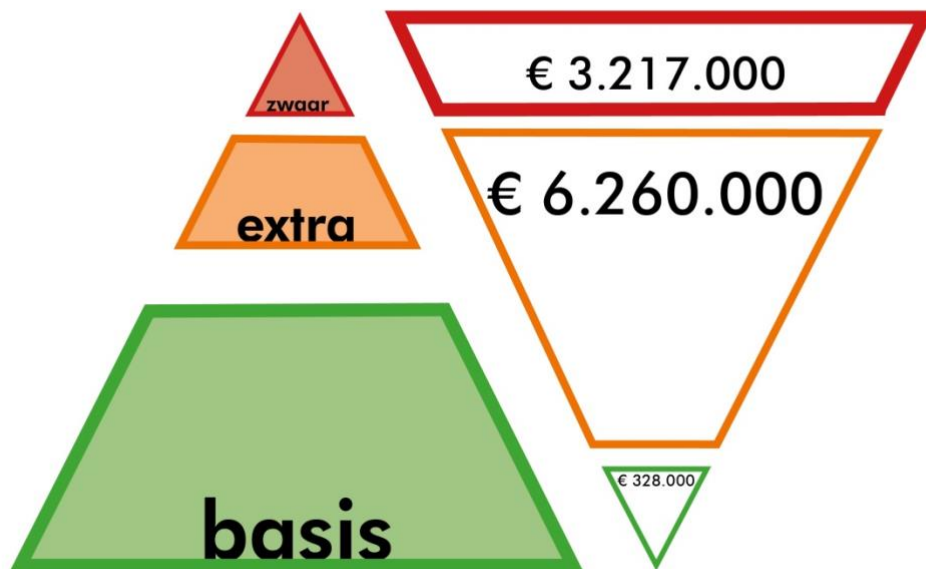 zwaar
€ 3.217.000
extra
€ 6.260.000
basis
€ 328.000